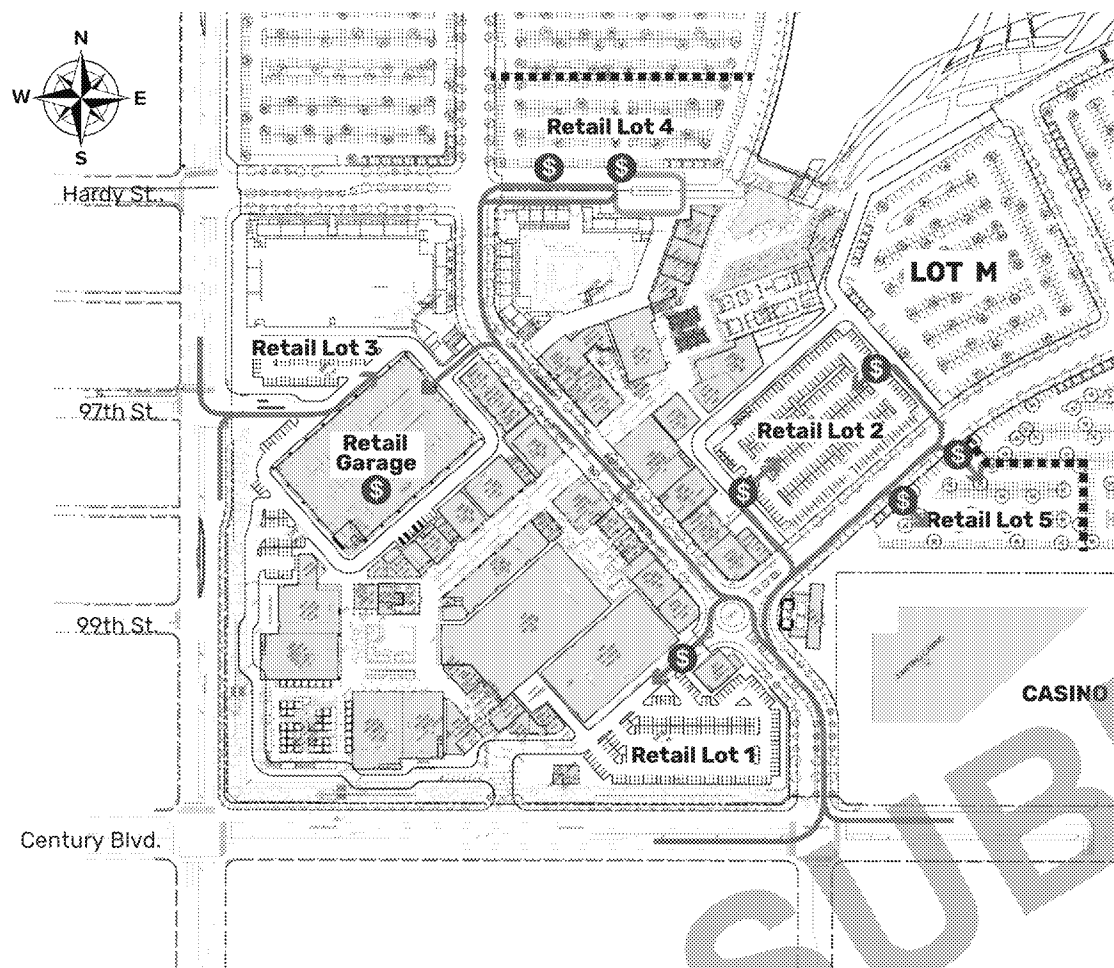 N
W E
S
Retail Lot 4
$ $
Hardy St.
LOT M
Retail Lot 3
$
97th St.
Retail Lot 2
Retail
Garage
$
$
$
$
Retail Lot 5
99th St.
$
CASINO
Retail Lot 1
Century Blvd.
SUB